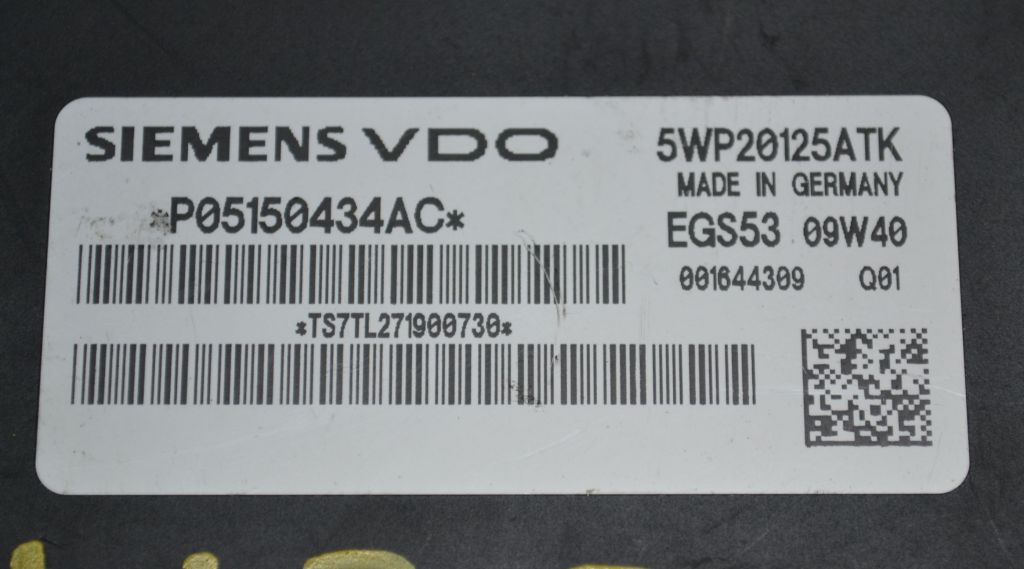 SIEMENS VDO
5WP20125ATK
MADE IN GERMANY
*P05150434AC*
EGS53 09W40
001644309 Q01
*TS7TL271900730*